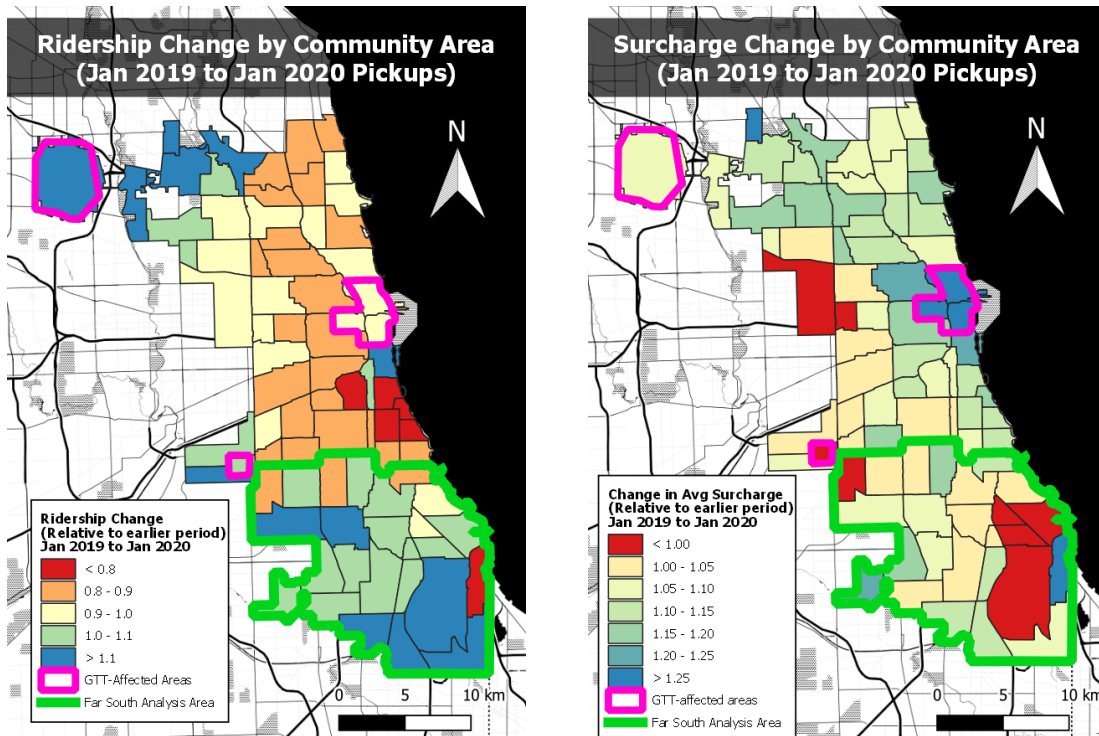 Ridership Change by Community Area
(Jan 2019 to Jan 2020 Pickups)
N
Ridership Change
(Relative to earlier period)
Jan 2019 to Jan 2020
< 0.8
0.8 - 0.9
0.9 - 1.0
1.0 - 1.1
> 1.1
GTT-Affected Areas
Far South Analysis Area
0 5 10 km
Surcharge Change by Community Area
(Jan 2019 to Jan 2020 Pickups)
N
Change in Avg Surcharge
(Relative to earlier period)
Jan 2019 to Jan 2020
< 1.00
1.00 - 1.05
1.05 - 1.10
1.10 - 1.15
1.15 - 1.20
1.20 - 1.25
> 1.25
GTT-affected areas
Far South Analysis Area
0 5 10 km